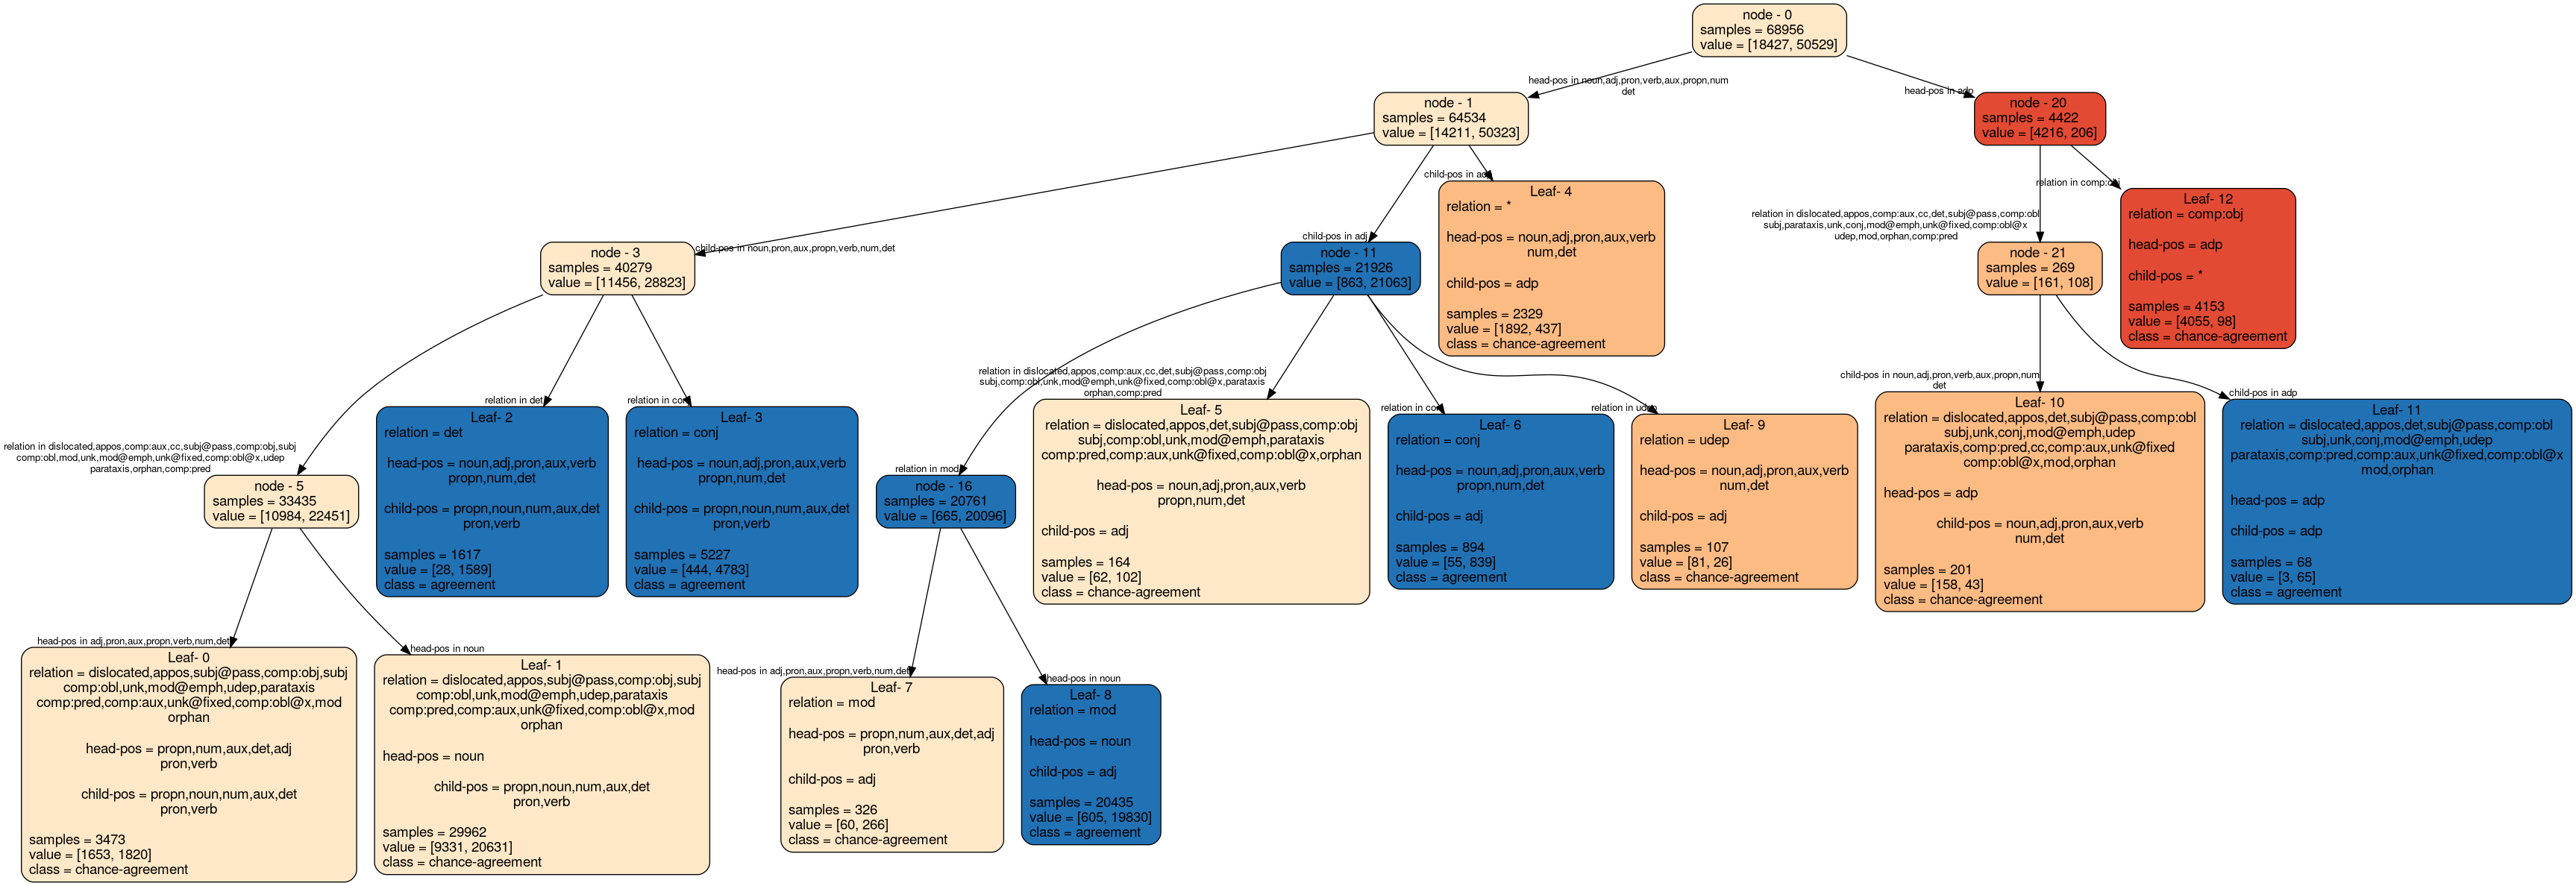 node - 0
samples = 68956
value = [18427, 50529]
head-pos in noun,adj,pron,verb,aux,propn,num
det
head-pos in adp
node - 1
samples = 64534
value = [14211, 50323]
node - 20
samples = 4422
value = [4216, 206]
child-pos in noun,pron,aux,propn,verb,num,det
child-pos in adj
child-pos in adp
relation in dislocated,appos,comp:aux,cc,det,subj@pass,comp:obl
subj,parataxis,unk,conj,mod@emph,unk@fixed,comp:obl@x
udep,mod,orphan,comp:pred
relation in comp:obj
node - 3
samples = 40279
value = [11456, 28823]
node - 11
samples = 21926
value = [863, 21063]
Leaf- 4
relation = *
head-pos = noun,adj,pron,aux,verb
num,det
child-pos = adp
samples = 2329
value = [1892, 437]
class = chance-agreement
node - 21
samples = 269
value = [161, 108]
Leaf- 12
relation = comp:obj
head-pos = adp
child-pos = *
samples = 4153
value = [4055, 98]
class = chance-agreement
relation in dislocated,appos,comp:aux,cc,subj@pass,comp:obj,subj
comp:obl,mod,unk,mod@emph,unk@fixed,comp:obl@x,udep
parataxis,orphan,comp:pred
relation in det
relation in conj
relation in mod
relation in dislocated,appos,comp:aux,cc,det,subj@pass,comp:obj
subj,comp:obl,unk,mod@emph,unk@fixed,comp:obl@x,parataxis
orphan,comp:pred
relation in conj
relation in udep
child-pos in noun,adj,pron,verb,aux,propn,num
det
child-pos in adp
node - 5
samples = 33435
value = [10984, 22451]
Leaf- 2
relation = det
head-pos = noun,adj,pron,aux,verb
propn,num,det
child-pos = propn,noun,num,aux,det
pron,verb
samples = 1617
value = [28, 1589]
class = agreement
Leaf- 3
relation = conj
head-pos = noun,adj,pron,aux,verb
propn,num,det
child-pos = propn,noun,num,aux,det
pron,verb
samples = 5227
value = [444, 4783]
class = agreement
node - 16
samples = 20761
value = [665, 20096]
Leaf- 5
relation = dislocated,appos,det,subj@pass,comp:obj
subj,comp:obl,unk,mod@emph,parataxis
comp:pred,comp:aux,unk@fixed,comp:obl@x,orphan
head-pos = noun,adj,pron,aux,verb
propn,num,det
child-pos = adj
samples = 164
value = [62, 102]
class = chance-agreement
Leaf- 6
relation = conj
head-pos = noun,adj,pron,aux,verb
propn,num,det
child-pos = adj
samples = 894
value = [55, 839]
class = agreement
Leaf- 9
relation = udep
head-pos = noun,adj,pron,aux,verb
num,det
child-pos = adj
samples = 107
value = [81, 26]
class = chance-agreement
Leaf- 10
relation = dislocated,appos,det,subj@pass,comp:obl
subj,unk,conj,mod@emph,udep
parataxis,comp:pred,cc,comp:aux,unk@fixed
comp:obl@x,mod,orphan
head-pos = adp
child-pos = noun,adj,pron,aux,verb
num,det
samples = 201
value = [158, 43]
class = chance-agreement
Leaf- 11
relation = dislocated,appos,det,subj@pass,comp:obl
subj,unk,conj,mod@emph,udep
parataxis,comp:pred,comp:aux,unk@fixed,comp:obl@x
mod,orphan
head-pos = adp
child-pos = adp
samples = 68
value = [3, 65]
class = agreement
head-pos in adj,pron,aux,propn,verb,num,det
head-pos in noun
head-pos in adj,pron,aux,propn,verb,num,det
head-pos in noun
Leaf- 0
relation = dislocated,appos,subj@pass,comp:obj,subj
comp:obl,unk,mod@emph,udep,parataxis
comp:pred,comp:aux,unk@fixed,comp:obl@x,mod
orphan
head-pos = propn,num,aux,det,adj
pron,verb
child-pos = propn,noun,num,aux,det
pron,verb
samples = 3473
value = [1653, 1820]
class = chance-agreement
Leaf- 1
relation = dislocated,appos,subj@pass,comp:obj,subj
comp:obl,unk,mod@emph,udep,parataxis
comp:pred,comp:aux,unk@fixed,comp:obl@x,mod
orphan
head-pos = noun
child-pos = propn,noun,num,aux,det
pron,verb
samples = 29962
value = [9331, 20631]
class = chance-agreement
Leaf- 7
relation = mod
head-pos = propn,num,aux,det,adj
pron,verb
child-pos = adj
samples = 326
value = [60, 266]
class = chance-agreement
Leaf- 8
relation = mod
head-pos = noun
child-pos = adj
samples = 20435
value = [605, 19830]
class = agreement